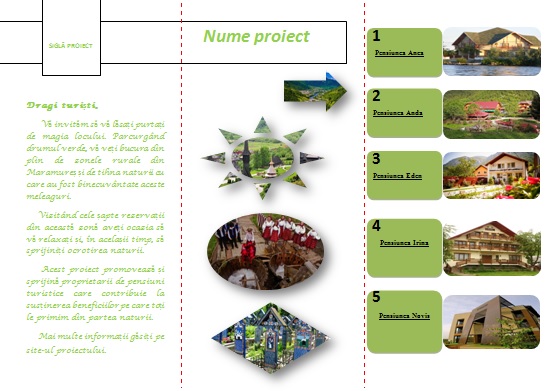 SIGLĂ PROIECT
Nume proiect
Dragi turiști,
Vă invităm să vă lăsați purtați
de magia locului. Parcurgând
drumul verde, vă veți bucura din
plin de zonele rurale din
Maramureș și de tihna naturii cu
care au fost binecuvântate aceste
meleaguri.
Vizitând cele șapte rezervații
din această zonă aveți ocazia să
vă relaxați și, în același timp, să
sprijiniți ocrotirea naturii.
Acest proiect promovează și
sprijină proprietarii de pensiuni
turistice care contribuie la
susținerea beneficiilor pe care toți
le primim din partea naturii.
Mai multe informații găsiți pe
site-ul proiectului.
1
Pensiunea Anca
2
Pensiunea Anda
3
Pensiunea Eden
4
Pensiunea Irina
5
Pensiunea Novis